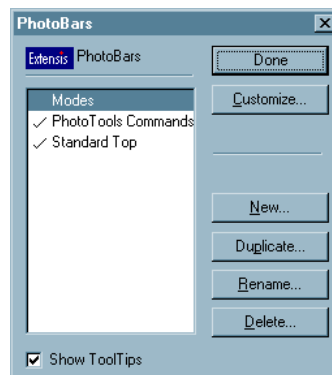 PhotoBars
Extensis PhotoBars
Done
Customize...
Modes
PhotoTools Commands
Standard Top
New...
Duplicate...
Rename...
Delete...
Show ToolTips